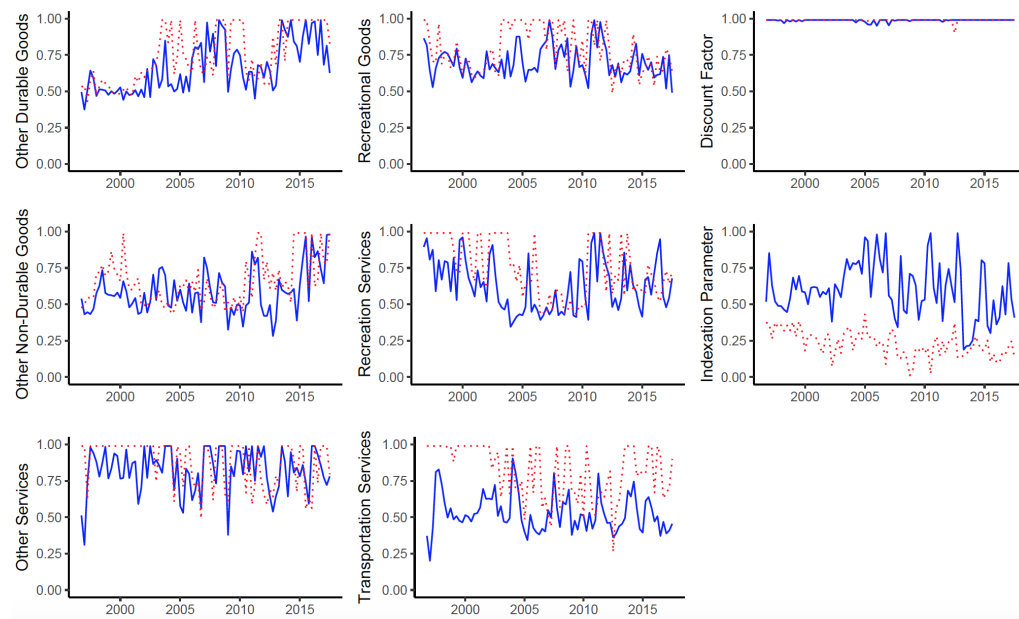 Other Durable Goods
1.00
0.75
0.50
0.25
0.00
2000 2005 2010 2015
Recreational Goods
1.00
0.75
0.50
0.25
0.00
2000 2005 2010 2015
Discount Factor
1.00
0.75
0.50
0.25
0.00
2000 2005 2010 2015
Other Non-Durable Goods
1.00
0.75
0.50
0.25
0.00
2000 2005 2010 2015
Recreation Services
1.00
0.75
0.50
0.25
0.00
2000 2005 2010 2015
Indexation Parameter
1.00
0.75
0.50
0.25
0.00
2000 2005 2010 2015
Other Services
1.00
0.75
0.50
0.25
0.00
2000 2005 2010 2015
Transportation Services
1.00
0.75
0.50
0.25
0.00
2000 2005 2010 2015